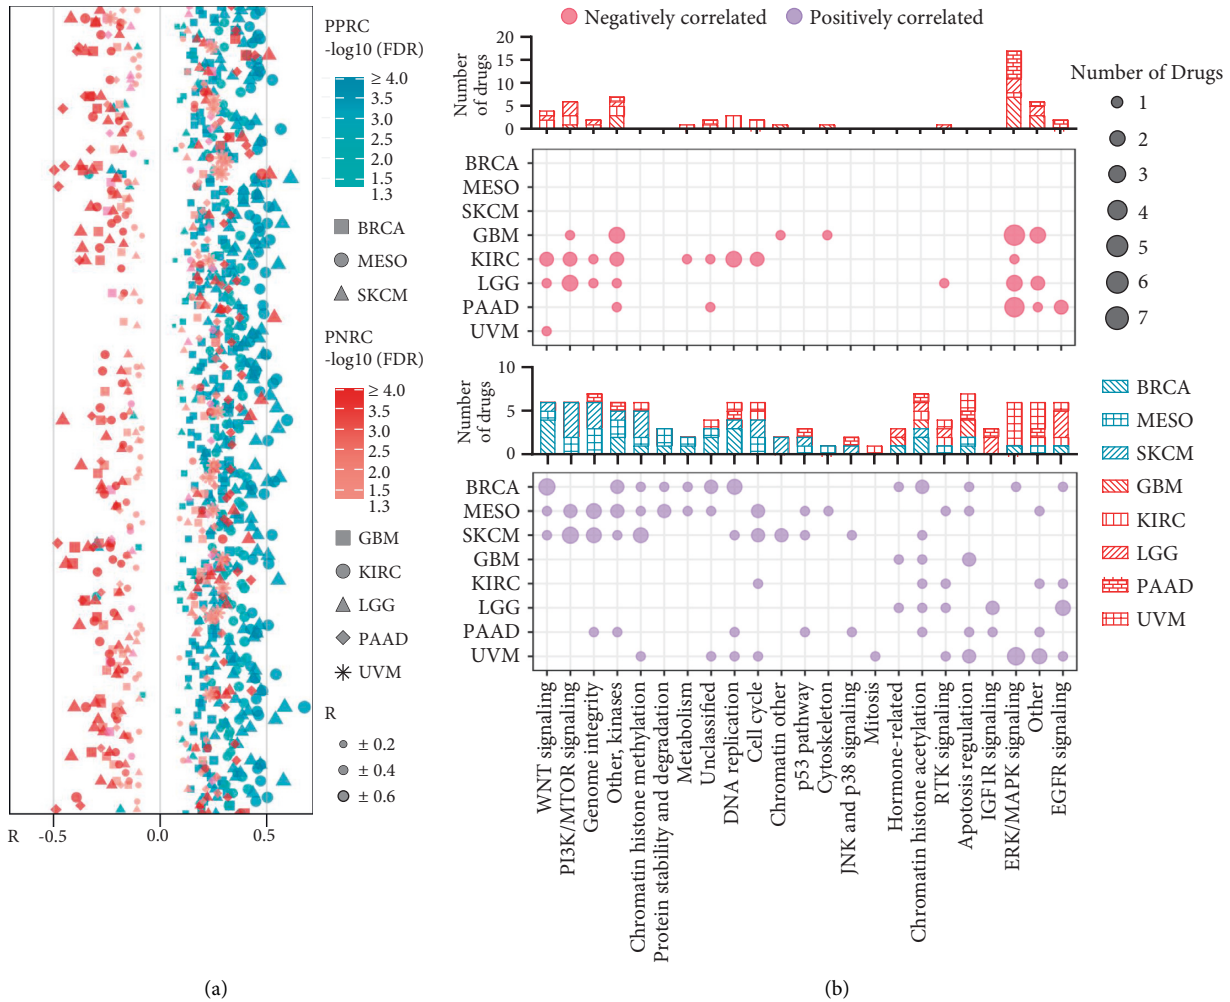 PPRC
-log10 (FDR)
≥ 4.0
3.5
3.0
2.5
2.0
1.5
1.3
BRCA
MESO
SKCM
PNRC
-log10 (FDR)
≥ 4.0
3.5
3.0
2.5
2.0
1.5
1.3
GBM
KIRC
LGG
PAAD
UVM
R
± 0.2
± 0.4
± 0.6
R -0.5 0.0 0.5
(a)
Negatively correlated Positively correlated
Number
of drugs
20
15
10
5
0
BRCA
MESO
SKCM
GBM
KIRC
LGG
PAAD
UVM
Number of Drugs
1
2
3
4
5
6
7
Number
of drugs
10
5
0
BRCA
MESO
SKCM
GBM
KIRC
LGG
PAAD
UVM
BRCA
MESO
SKCM
GBM
KIRC
LGG
PAAD
UVM
WNT signaling
PI3K/MTOR signaling
Genome integrity
Other, kinases
Chromatin histone methylation
Protein stability and degradation
Metabolism
Unclassified
DNA replication
Cell cycle
Chromatin other
p53 pathway
Cytoskeleton
JNK and p38 signaling
Mitosis
Hormone-related
Chromatin histone acetylation
RTK signaling
Apotosis regulation
IGF1R signaling
ERK/MAPK signaling
Other
EGFR signaling
(b)